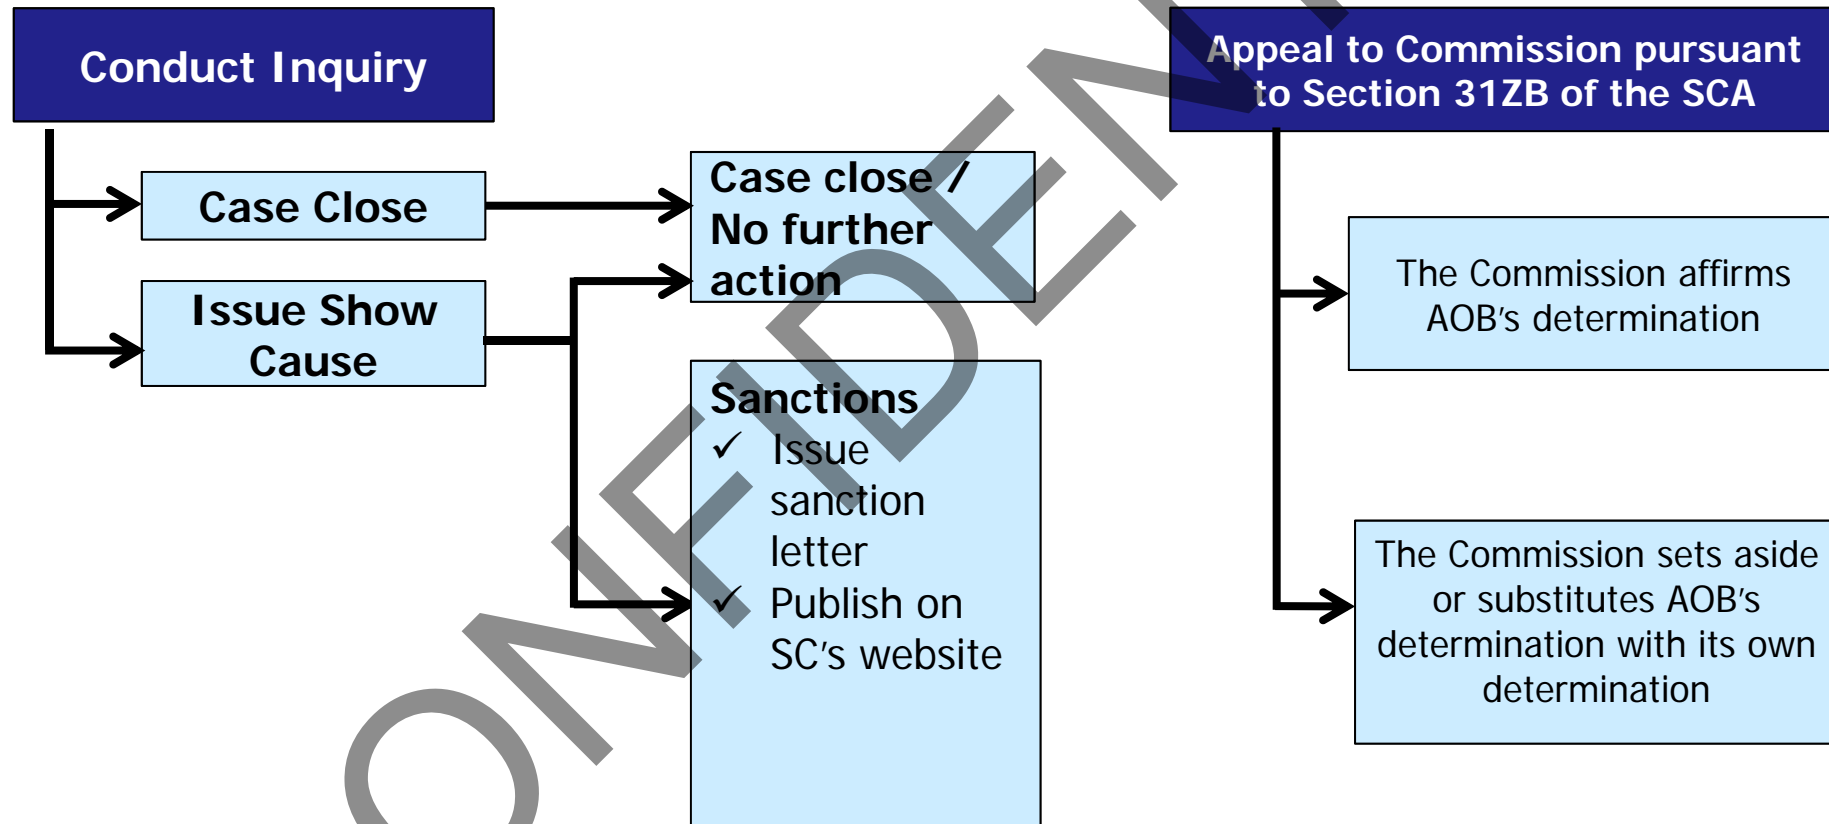 Conduct Inquiry
Case Close
Issue Show
Cause
Case close /
No further
action
Sanctions
✓ Issue
sanction
letter
✓ Publish on
SC's website
Appeal to Commission pursuant
to Section 31ZB of the SCA
The Commission affirms
AOB's determination
The Commission sets aside
or substitutes AOB's
determination with its own
determination
ONFIDEN